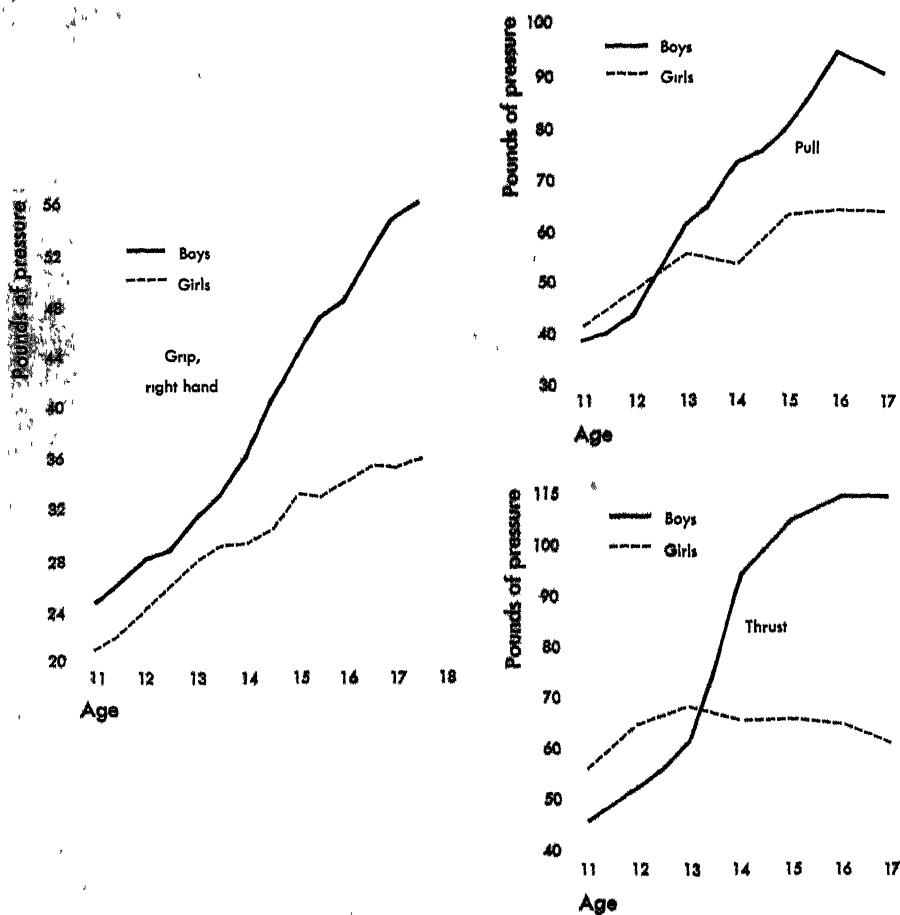 Pounds of pressure
56
52
48
44
40
36
32
28
24
20
Boys
Girls
Grip,
right hand
11 12 13 14 15 16 17 18
Age
Pounds of pressure
100
90
80
70
60
50
40
30
Boys
Girls
Pull
11 12 13 14 15 16 17
Age
Pounds of pressure
115
100
90
80
70
60
50
40
Boys
Girls
Thrust
11 12 13 14 15 16 17
Age